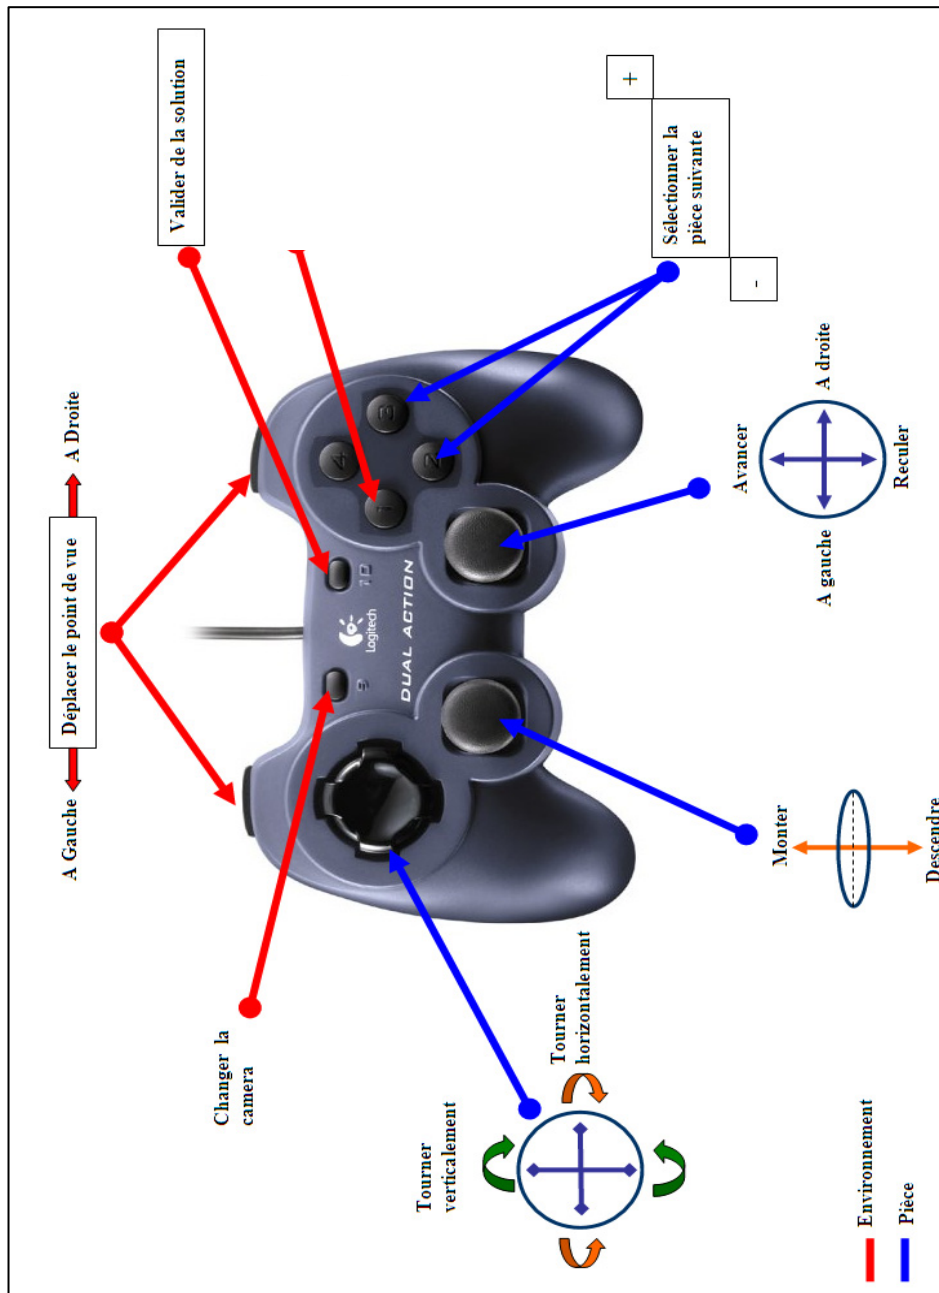 A Gauche
Déplacer le point de vue
A Droite
Changer la
camera
Valider de la solution
9
10
Logitech
DUAL ACTION
1
2
3
4
Tourner
verticalement
Tourner
horizontalement
Monter
Descendre
Avancer
A gauche
A droite
Reculer
-
Sélectionner la
pièce suivante
+
Environnement
Pièce